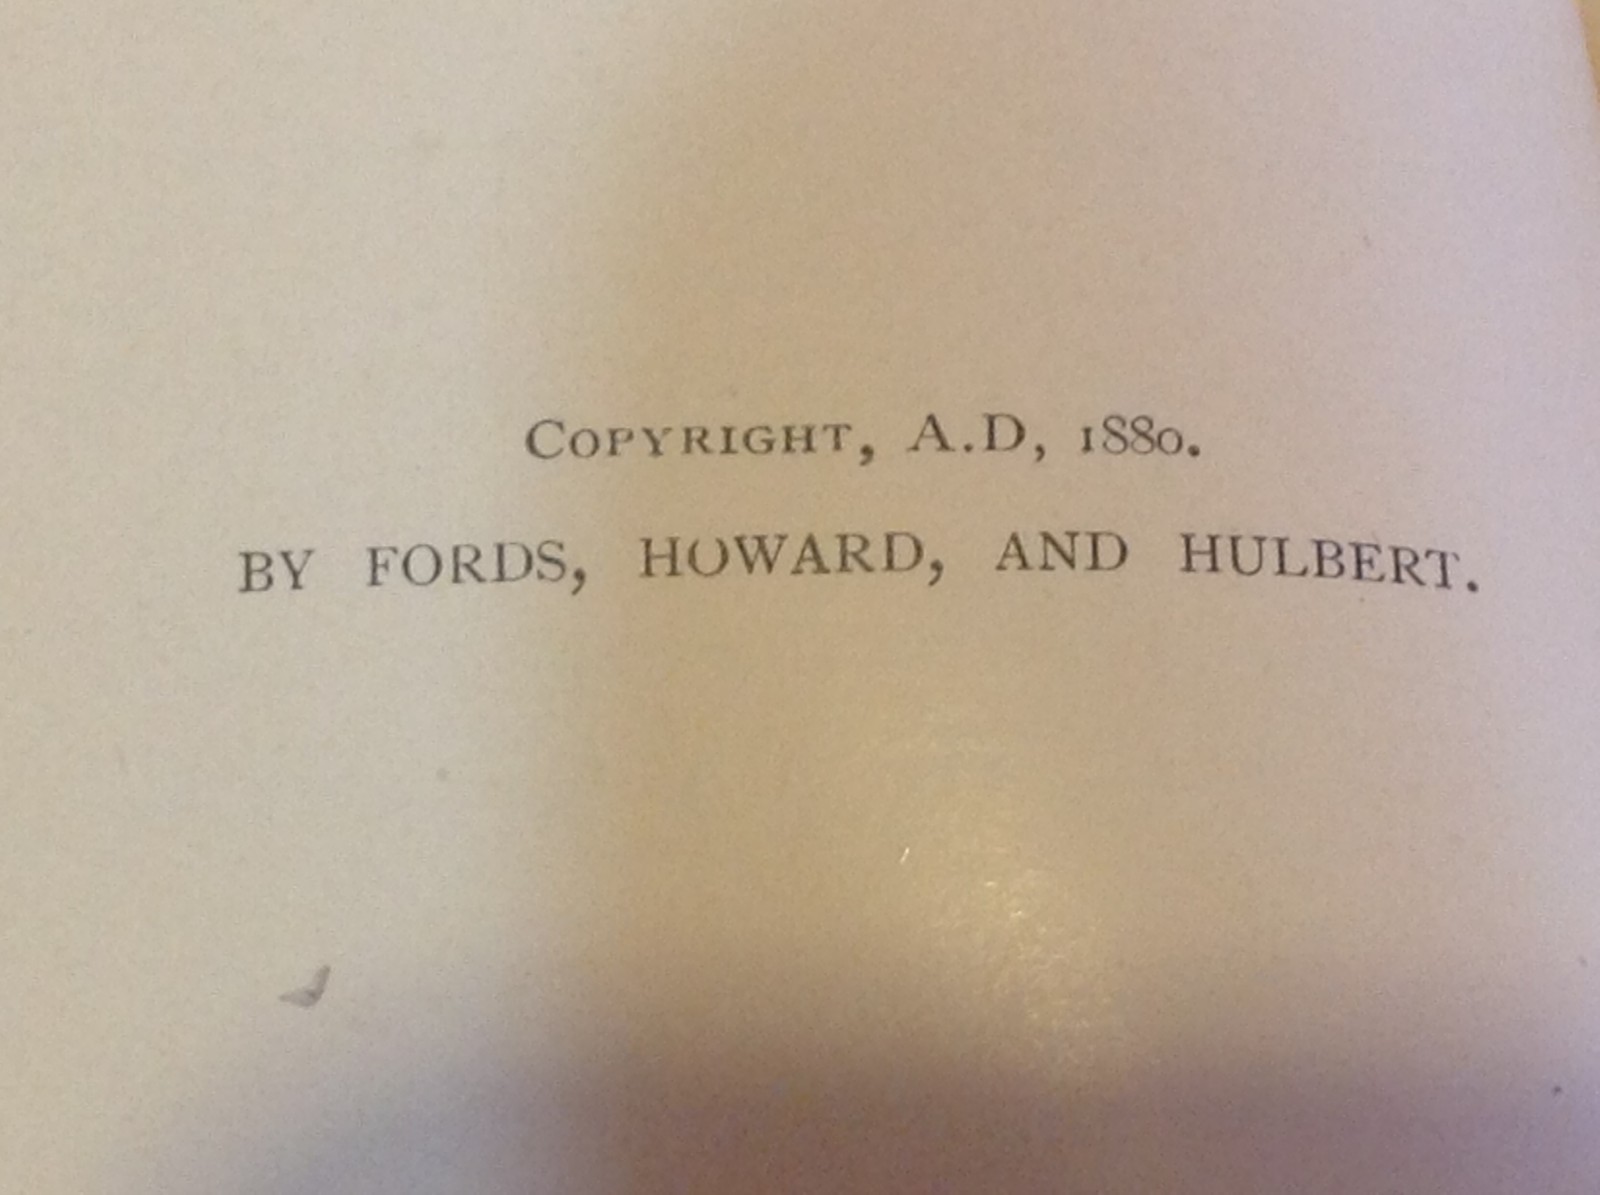 Copyright, A.D, 1880.
BY FORDS, HOWARD, AND HULBERT.